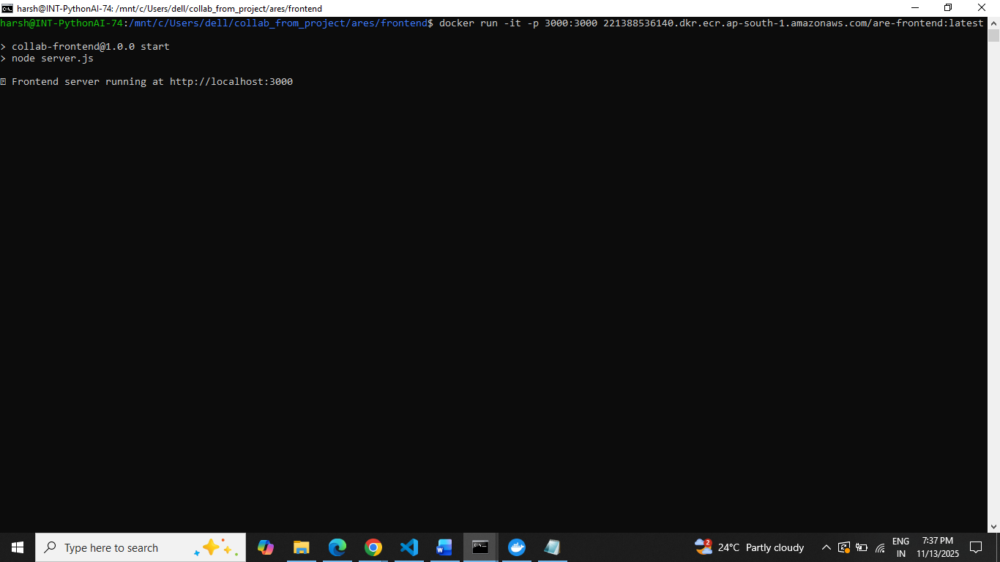 harsh@INT-PythonAI-74: /mnt/c/Users/dell/collab_from_project/ares/frontend
harsh@INT-PythonAI-74:/mnt/c/Users/dell/collab_from_project/ares/frontend$ docker run -it -p 3000:3000 221388536140.dkr.ecr.ap-south-1.amazonaws.com/are-frontend:latest
> collab-frontend@1.0.0 start
> node server.js
Frontend server running at http://localhost:3000
Type here to search
2
24°C Partly cloudy
ENG
IN
7:37 PM
11/13/2025